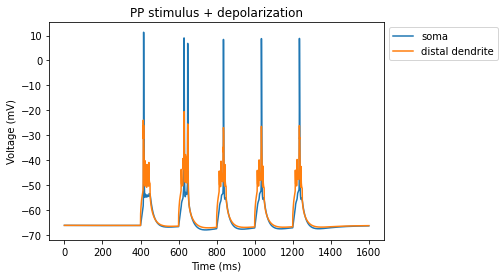 PP stimulus + depolarization
soma
distal dendrite
10
0
−10
−20
−30
−40
−50
−60
−70
Voltage (mV)
0 200 400 600 800 1000 1200 1400 1600
Time (ms)